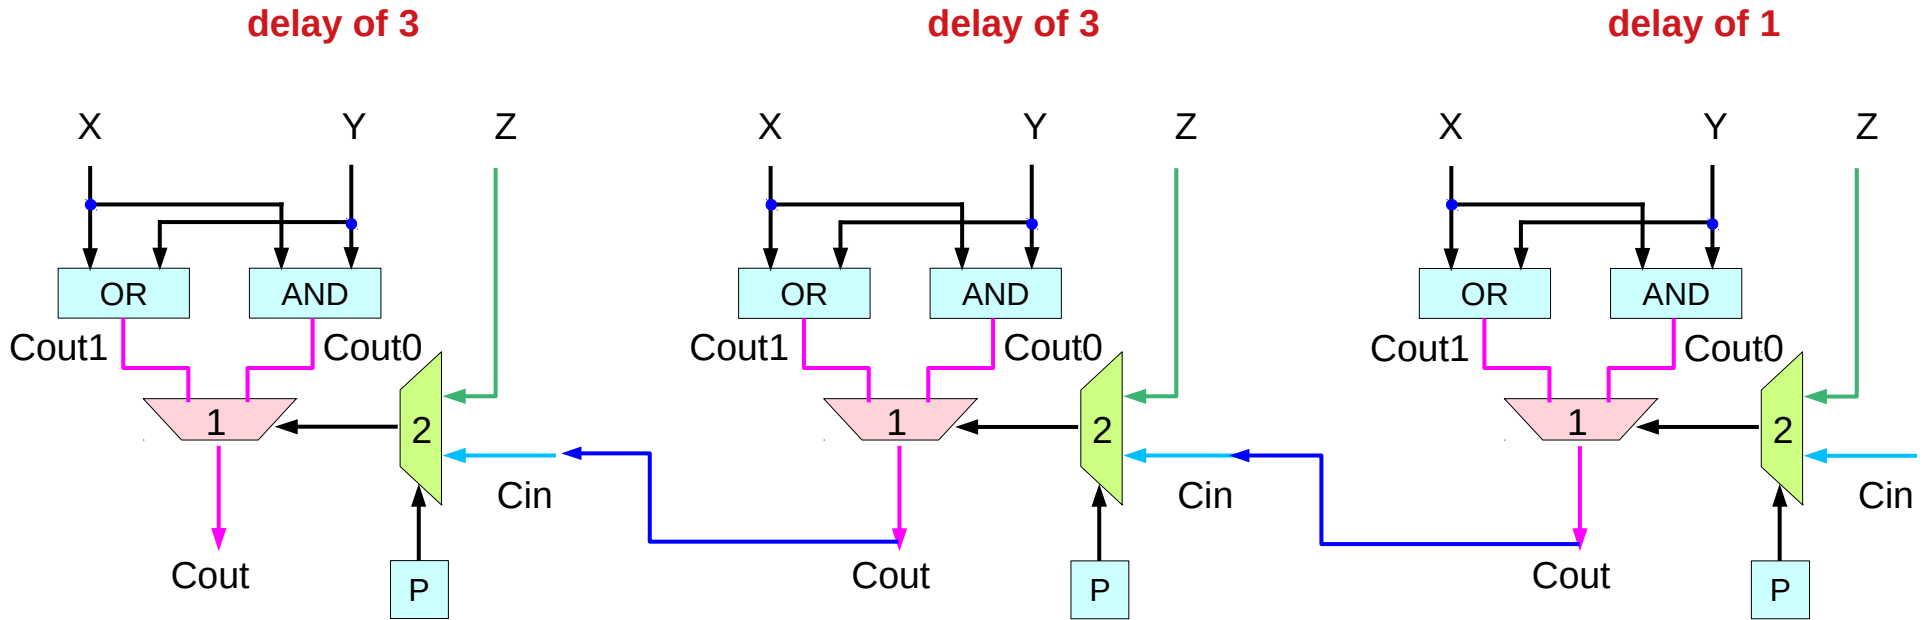 delay of 3 delay of 3 delay of 1
X Y Z X Y Z X Y Z
OR AND OR AND OR AND
Cout1 Cout0 Cout1 Cout0 Cout1 Cout0
1 2 1 2 1 2
Cin Cin Cin
Cout Cout Cout
P P P